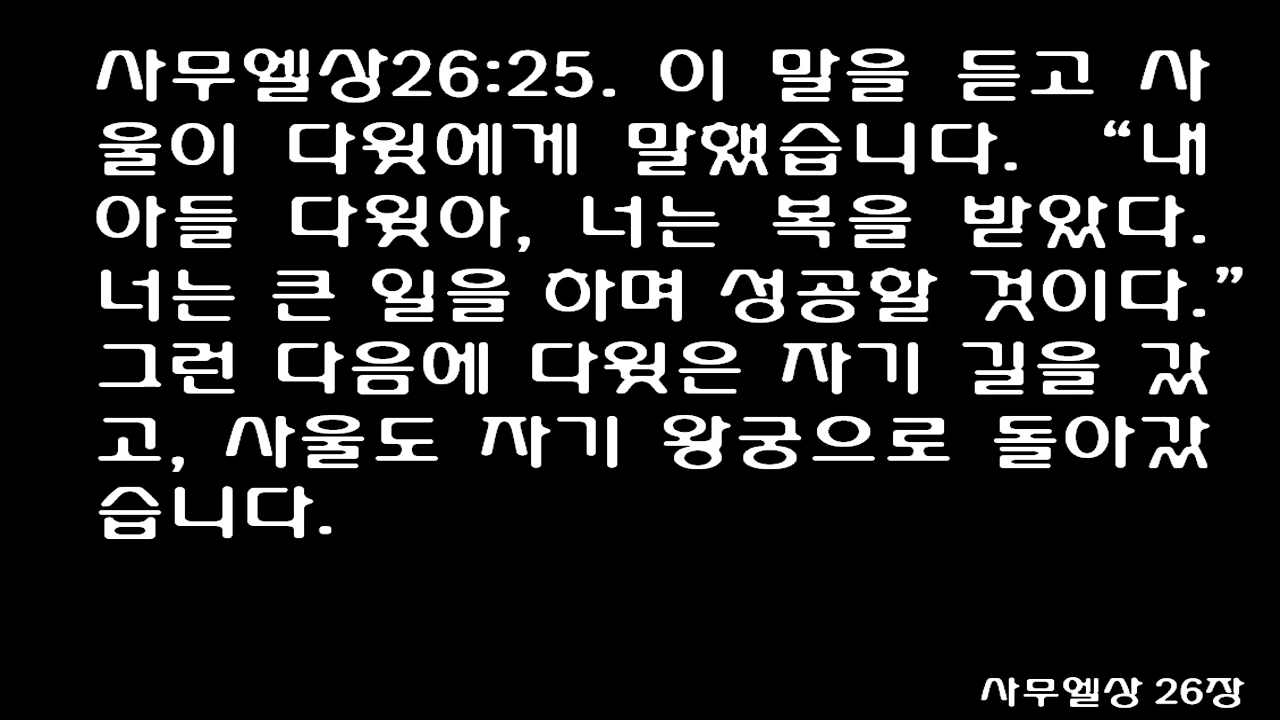 사무엘상26:25. 이 말을 듣고 사
울이 다윗에게 말했습니다. “내
아들 다윗아, 너는 복을 받았다.
너는 큰 일을 하며 성공할 것이다.”
그런 다음에 다윗은 자기 길을 갔
고, 사울도 자기 왕궁으로 돌아갔
습니다.
사무엘상 26장